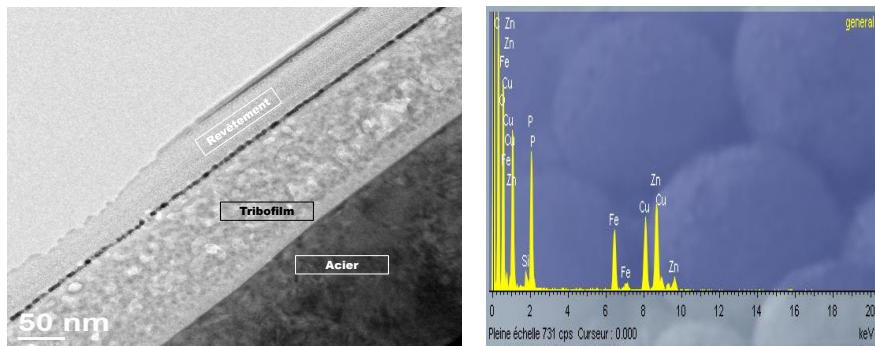 Revêtement
Tribofilm
Acier
50 nm
general
C Zn
Zn
Fe
Cu
O
Cu
P
Cu
P
Fe
Zn
Zn
Cu
Cu
Fe
Si
Fe
Zn
0 2 4 6 8 10 12 14 16 18 20
Pleine échelle 731 cps Curseur : 0.000 keV